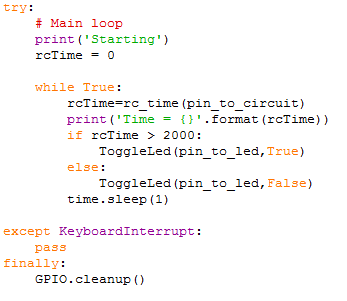 try:
    # Main loop
    print('Starting')
    rcTime = 0

    while True:
        rcTime=rc_time(pin_to_circuit)
        print('Time = {}'.format(rcTime))
        if rcTime > 2000:
            ToggleLed(pin_to_led,True)
        else:
            ToggleLed(pin_to_led,False)
        time.sleep(1)

except KeyboardInterrupt:
    pass
finally:
    GPIO.cleanup()